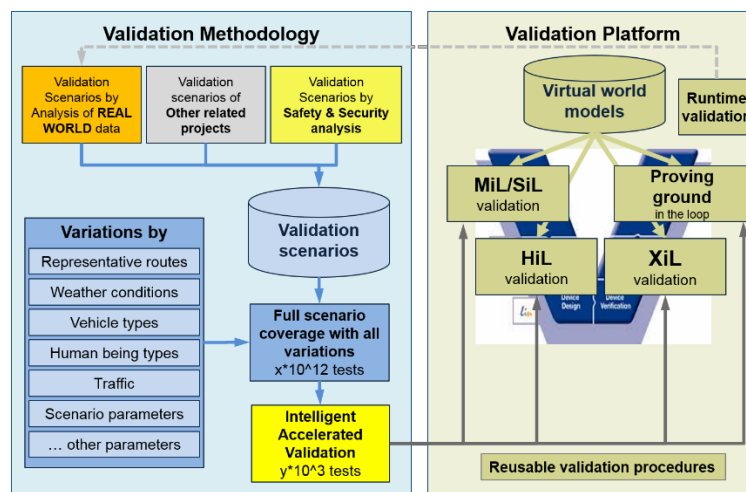 Validation Methodology
Validation
Scenarios by
Analysis of REAL
WORLD data
Validation
scenarios of
Other related
projects
Validation
Scenarios by
Safety & Security
analysis
Validation
scenarios
Variations by
Representative routes
Weather conditions
Vehicle types
Human being types
Traffic
Scenario parameters
... other parameters
Full scenario
coverage with all
variations
x*10^12 tests
Intelligent
Accelerated
Validation
y*10^3 tests
Validation Platform
Virtual world
models
Runtime
validation
MiL/SiL
validation
Proving
ground
in the loop
HiL
validation
XiL
validation
Device
Design
Device
Verification
Reusable validation procedures